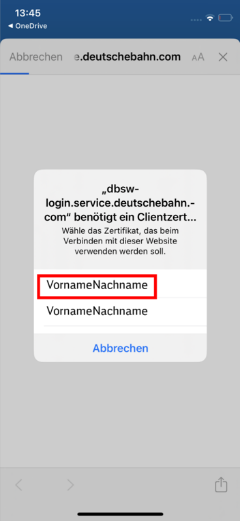 13:45
◀ OneDrive
Abbrechen
e.deutschebahn.com
AA
„dbsw-
login.service.deutschebahn.-
com“ benötigt ein Clientzert...
Wähle das Zertifikat, das beim
Verbinden mit dieser Website
verwenden werden soll.
VornameNachname
VornameNachname
Abbrechen